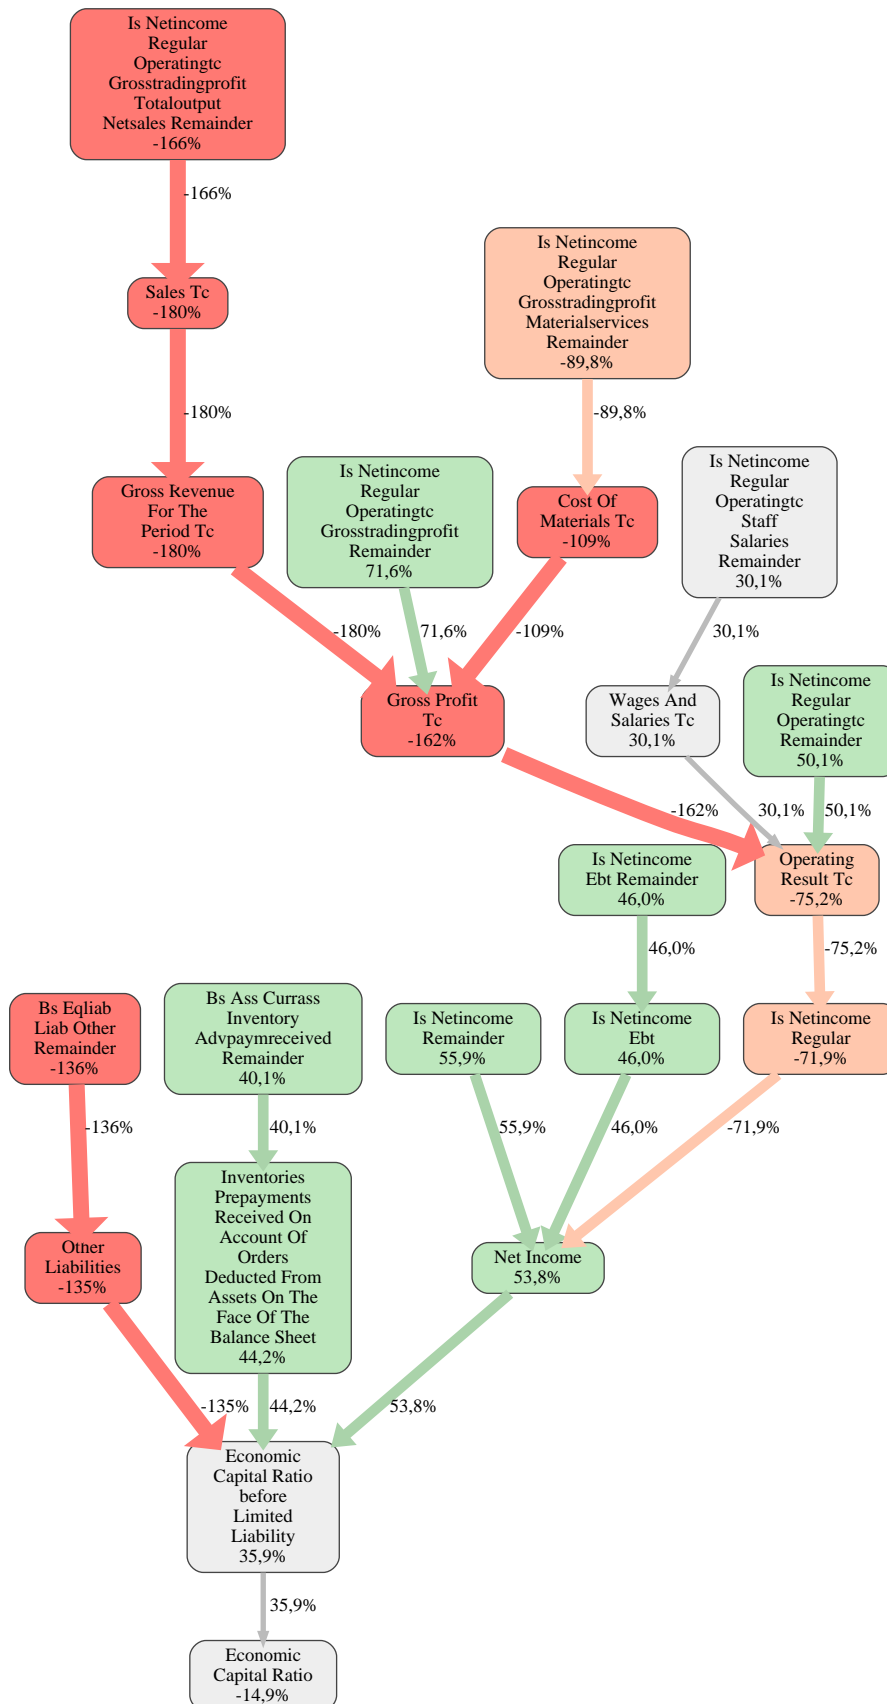 Is Netincome
Regular
Operatingtc
Grosstradingprofit
Totaloutput
Netsales Remainder
-166%
-166%
Sales Tc
-180%
-180%
Is Netincome
Regular
Operatingtc
Grosstradingprofit
Materialservices
Remainder
-89,8%
-89,8%
Gross Revenue
For The
Period Tc
-180%
Is Netincome
Regular
Operatingtc
Grosstradingprofit
Remainder
71,6%
Cost Of
Materials Tc
-109%
Is Netincome
Regular
Operatingtc
Staff
Salaries
Remainder
30,1%
-180%
71,6%
-109%
30,1%
Gross Profit
Tc
-162%
Wages And
Salaries Tc
30,1%
Is Netincome
Regular
Operatingtc
Remainder
50,1%
-162%
30,1%
50,1%
Is Netincome
Ebt Remainder
46,0%
Operating
Result Tc
-75,2%
46,0%
-75,2%
Bs Eqliab
Liab Other
Remainder
-136%
Bs Ass Currass
Inventory
Advpaymreceived
Remainder
40,1%
Is Netincome
Remainder
55,9%
Is Netincome
Ebt
46,0%
Is Netincome
Regular
-71,9%
-136%
40,1%
55,9%
46,0%
-71,9%
Other
Liabilities
-135%
Inventories
Prepayments
Received On
Account Of
Orders
Deducted From
Assets On The
Face Of The
Balance Sheet
44,2%
Net Income
53,8%
-135%
44,2%
53,8%
Economic
Capital Ratio
before
Limited
Liability
35,9%
35,9%
Economic
Capital Ratio
-14,9%